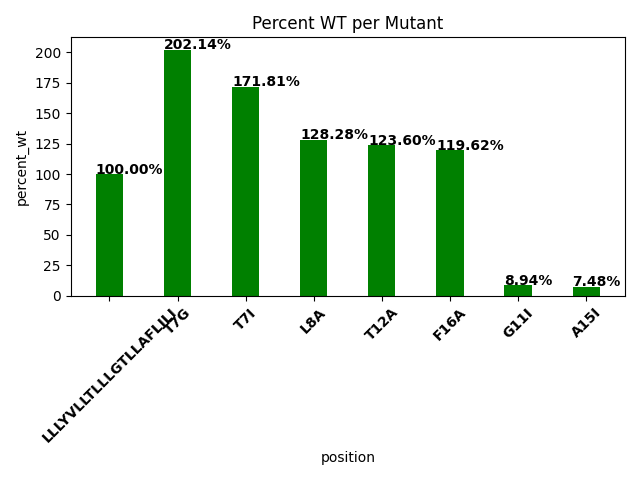 Percent WT per Mutant
percent_wt
200
175
150
125
100
75
50
25
0
100.00%
202.14%
171.81%
128.28%
123.60%
119.62%
8.94%
7.48%
T7G
T7I
L8A
T12A
F16A
G11I
A15I
position